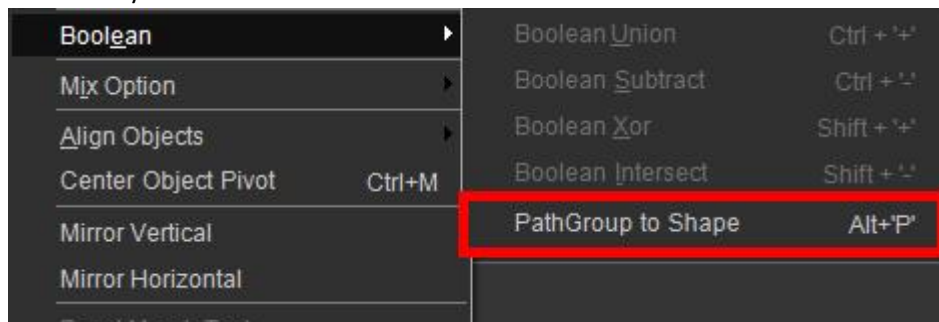 Boolean
Mix Option
Align Objects
Center Object Pivot Ctrl+M
Mirror Vertical
Mirror Horizontal
Boolean Union Ctrl + '+'
Boolean Subtract Ctrl + '-'
Boolean Xor Shift + '+'
Boolean Intersect Shift + '-'
PathGroup to Shape Alt+'P'